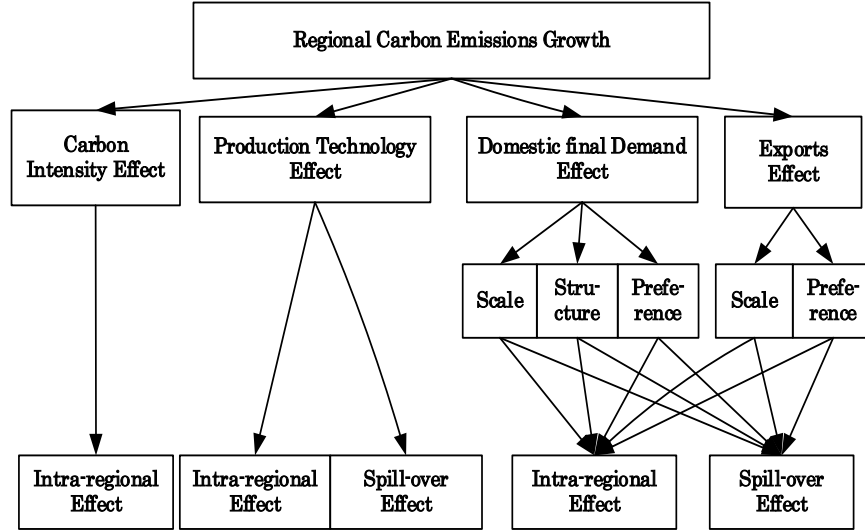 Regional Carbon Emissions Growth
Carbon
Intensity Effect
Production Technology
Effect
Domestic final Demand
Effect
Exports
Effect
Scale
Stru-
cture
Prefe-
rence
Scale
Prefe-
rence
Intra-regional
Effect
Intra-regional
Effect
Spill-over
Effect
Intra-regional
Effect
Spill-over
Effect